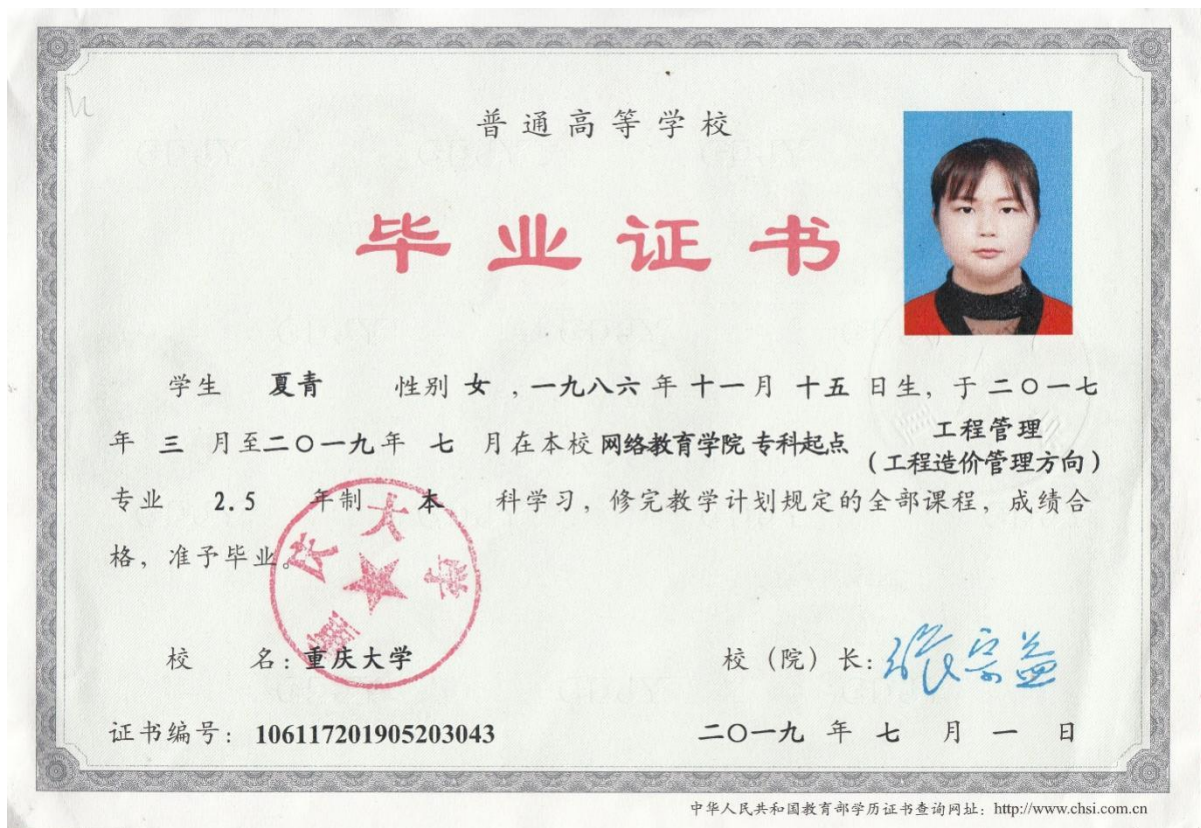 普通高等学校
毕业证书
学生 夏青 性别 女 ，一九八六 年 十一 月 十五 日生，于 二〇一七
年 三 月至 二〇一九 年 七 月在本校 网络教育学院 专科起点 工程管理
（工程造价管理方向）
专业 2.5 年制 本 科学习，修完教学计划规定的全部课程，成绩合
格，准予毕业。
重庆大学
校 名：重庆大学 校（院）长：张宗益
证书编号：106117201905203043 二〇一九 年 七 月 一 日
中华人民共和国教育部学历证书查询网址：http://www.chsi.com.cn